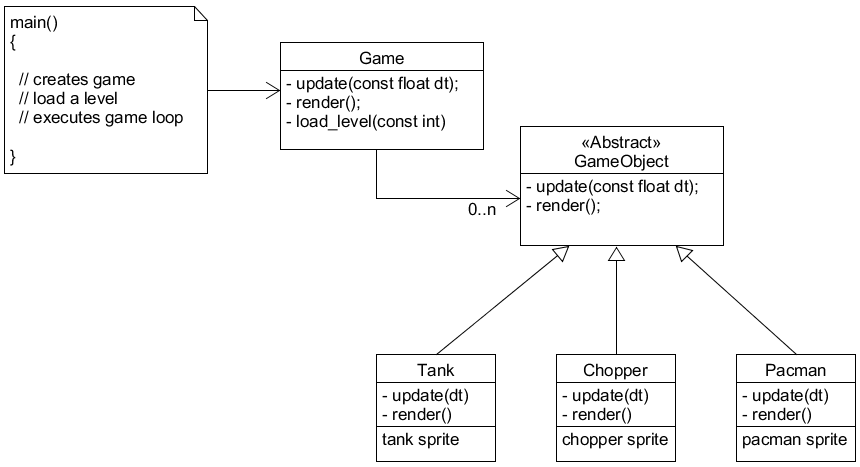 main()
{
// creates game
// load a level
// executes game loop
}
Game
- update(const float dt);
- render();
- load_level(const int)
«Abstract»
GameObject
- update(const float dt);
- render();
0..n
Tank
- update(dt)
- render()
tank sprite
Chopper
- update(dt)
- render()
chopper sprite
Pacman
- update(dt)
- render()
pacman sprite